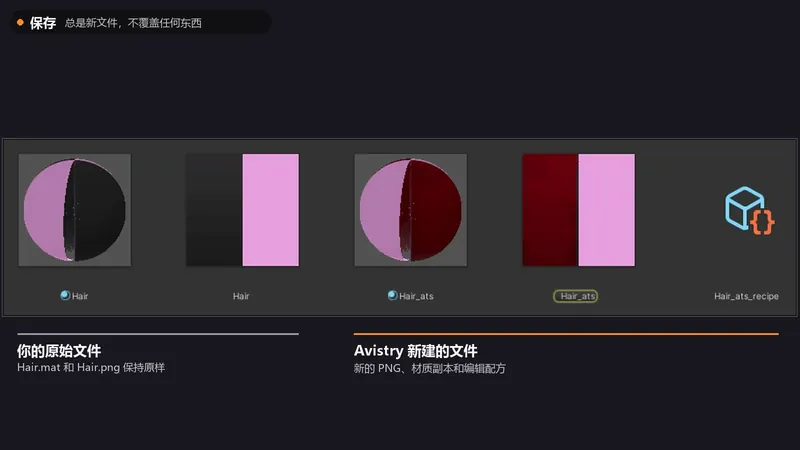 保存 总是新文件，不覆盖任何东西
Hair
Hair
Hair_ats
Hair_ats
Hair_ats_recipe
你的原始文件
Hair.mat 和 Hair.png 保持原样
Avistry 新建的文件
新的 PNG、材质副本和编辑配方